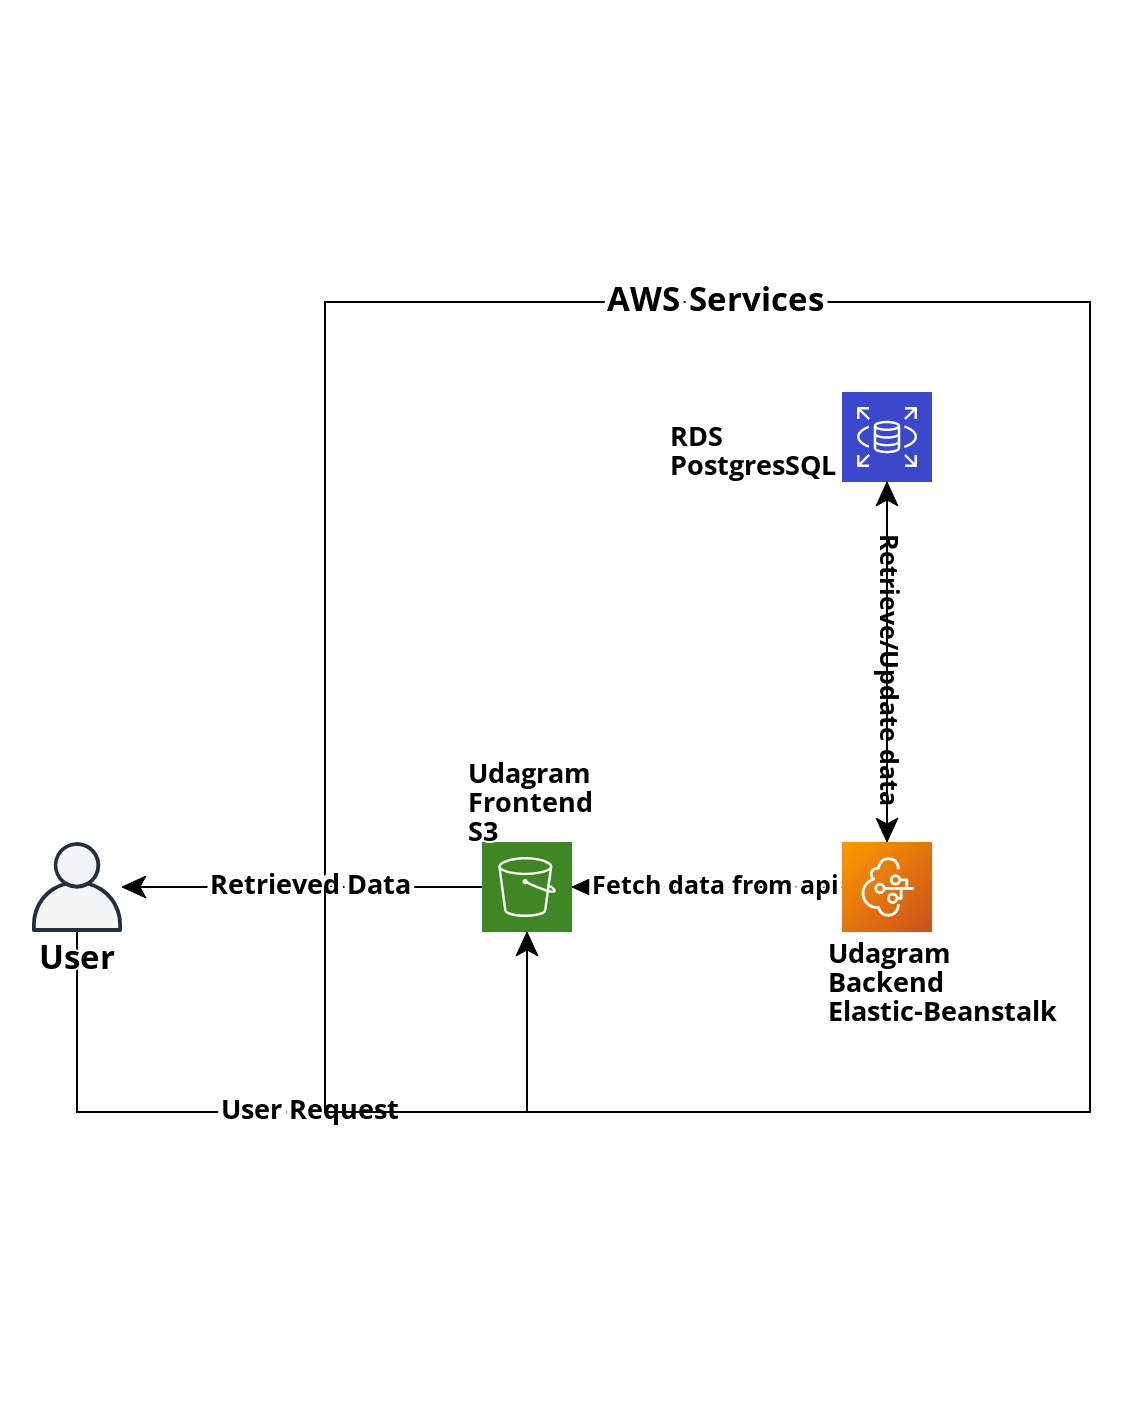 AWS Services
RDS
PostgresSQL
Retrieve/Update data
Udagram
Frontend
S3
Retrieved Data
Fetch data from api
User
Udagram
Backend
Elastic-Beanstalk
User Request